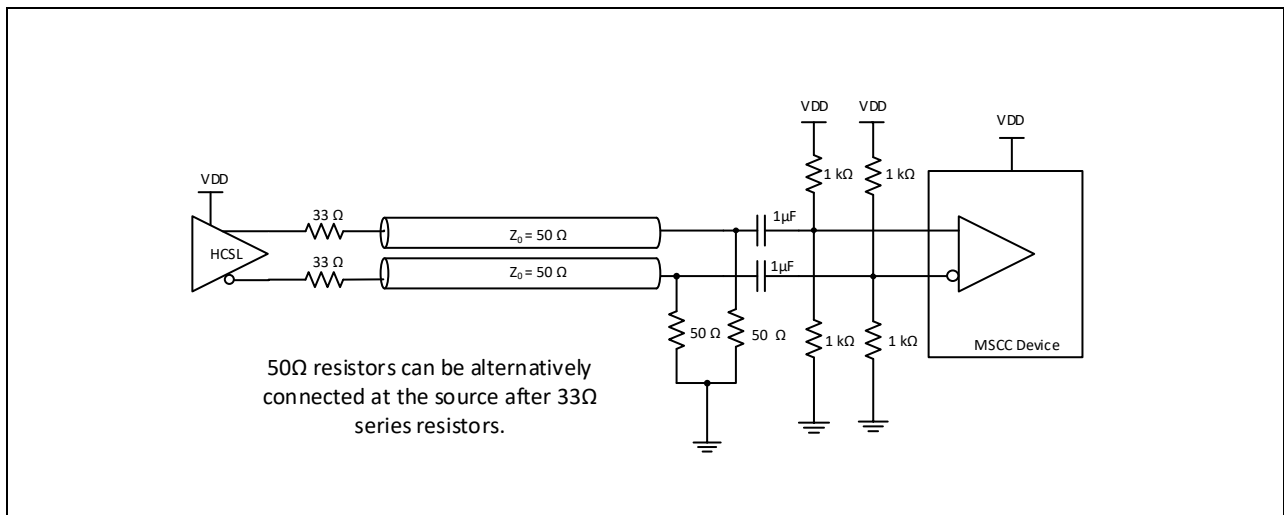 VDD
VDD
VDD
VDD
1 kΩ
1 kΩ
33 Ω
1µF
HCSL
Z₀ = 50 Ω
33 Ω
Z₀ = 50 Ω
1µF
50 Ω
50 Ω
1 kΩ
1 kΩ
MSCC Device
50Ω resistors can be alternatively
connected at the source after 33Ω
series resistors.